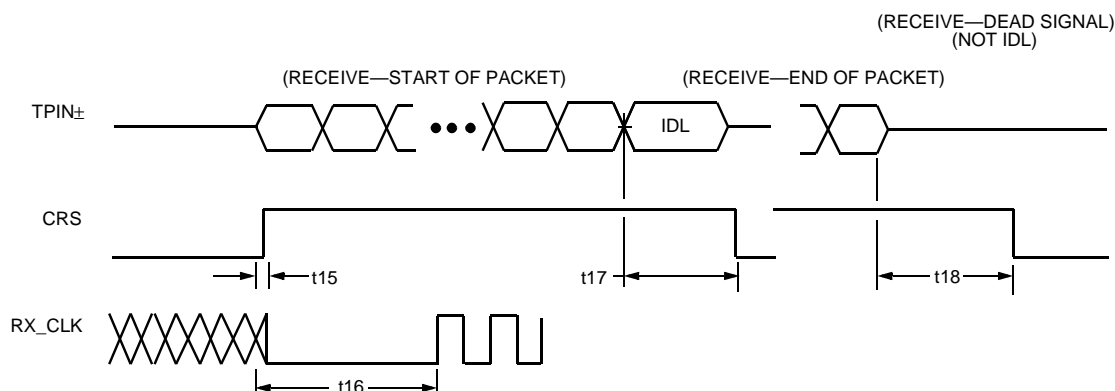 (RECEIVE—DEAD SIGNAL)
(NOT IDL)
(RECEIVE—START OF PACKET)
(RECEIVE—END OF PACKET)
TPIN±
IDL
CRS
t15
t17
t18
RX_CLK
t16